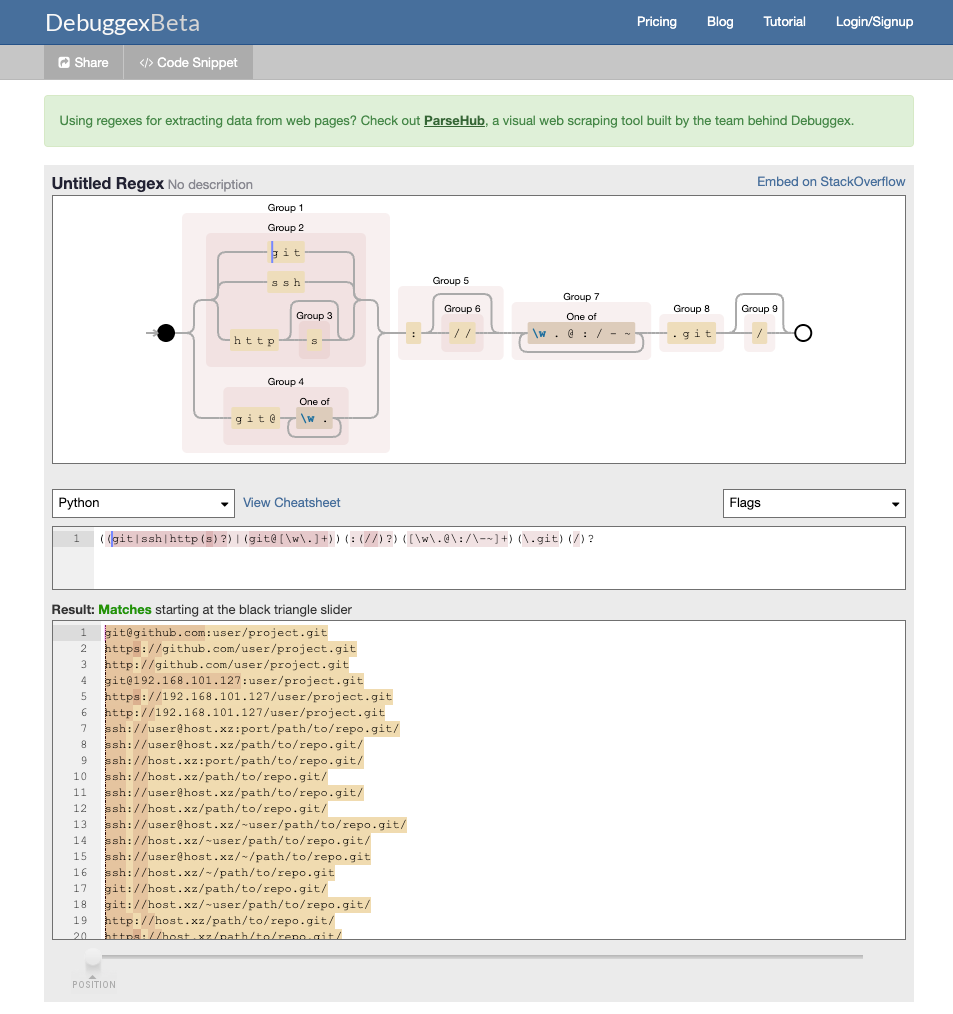 DebuggexBeta
Pricing Blog Tutorial Login/Signup
Share </> Code Snippet
Using regexes for extracting data from web pages? Check out ParseHub, a visual web scraping tool built by the team behind Debuggex.
Untitled Regex No description Embed on StackOverflow
Group 1
Group 2
git
ssh
Group 3
http s
Group 4
One of
git@ \w .
Group 5
Group 6
: //
Group 7
One of
\w . @ : / - ~
Group 8
.git
Group 9
/
Python View Cheatsheet Flags
1 ((git|ssh|http(s)?)|(git@[\w\.]+))(:(//)?)([\w\.@\:/\-~]+)(\.git)(/)?
Result: Matches starting at the black triangle slider
1 git@github.com:user/project.git
2 https://github.com/user/project.git
3 http://github.com/user/project.git
4 git@192.168.101.127:user/project.git
5 https://192.168.101.127/user/project.git
6 http://192.168.101.127/user/project.git
7 ssh://user@host.xz:port/path/to/repo.git/
8 ssh://user@host.xz/path/to/repo.git/
9 ssh://host.xz:port/path/to/repo.git/
10 ssh://host.xz/path/to/repo.git/
11 ssh://user@host.xz/path/to/repo.git/
12 ssh://host.xz/path/to/repo.git/
13 ssh://user@host.xz/~user/path/to/repo.git/
14 ssh://host.xz/~user/path/to/repo.git/
15 ssh://user@host.xz/~/path/to/repo.git
16 ssh://host.xz/~/path/to/repo.git
17 git://host.xz/path/to/repo.git/
18 git://host.xz/~user/path/to/repo.git/
19 http://host.xz/path/to/repo.git/
20 https://host.xz/path/to/repo.git/
POSITION